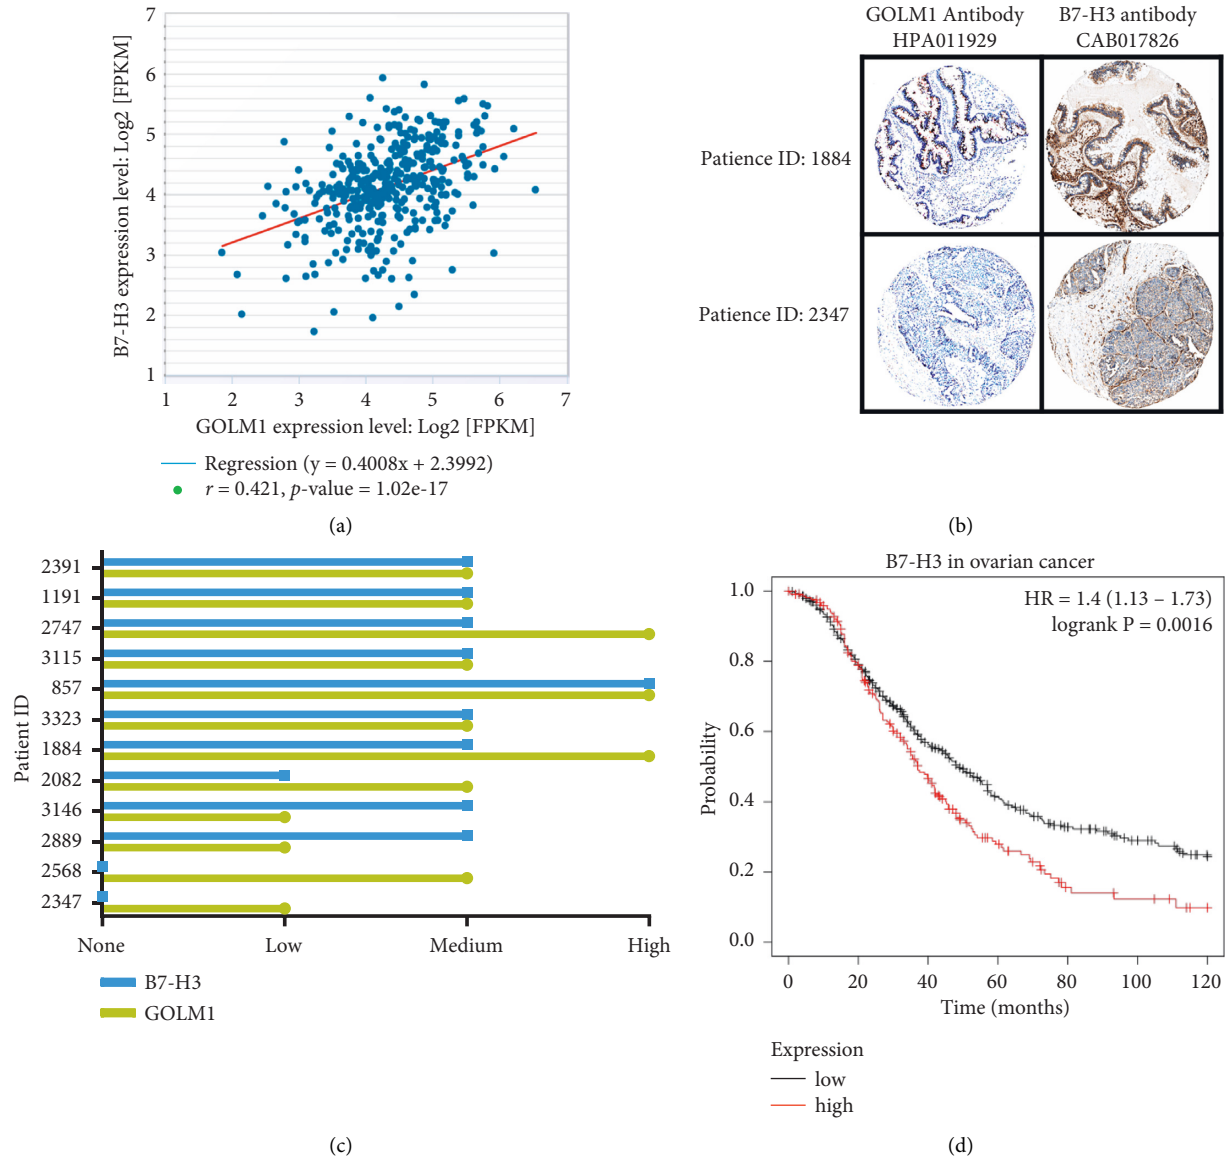 7
6
5
4
3
2
1
B7-H3 expression level: Log2 [FPKM]
1 2 3 4 5 6 7
GOLM1 expression level: Log2 [FPKM]
Regression (y = 0.4008x + 2.3992)
r = 0.421, p-value = 1.02e-17
(a)
GOLM1 Antibody
HPA011929
B7-H3 antibody
CAB017826
Patience ID: 1884
Patience ID: 2347
(b)
Patient ID
2391
1191
2747
3115
857
3323
1884
2082
3146
2889
2568
2347
None Low Medium High
B7-H3
GOLM1
(c)
B7-H3 in ovarian cancer
HR = 1.4 (1.13 – 1.73)
logrank P = 0.0016
Probability
1.0
0.8
0.6
0.4
0.2
0.0
0 20 40 60 80 100 120
Time (months)
Expression
low
high
(d)